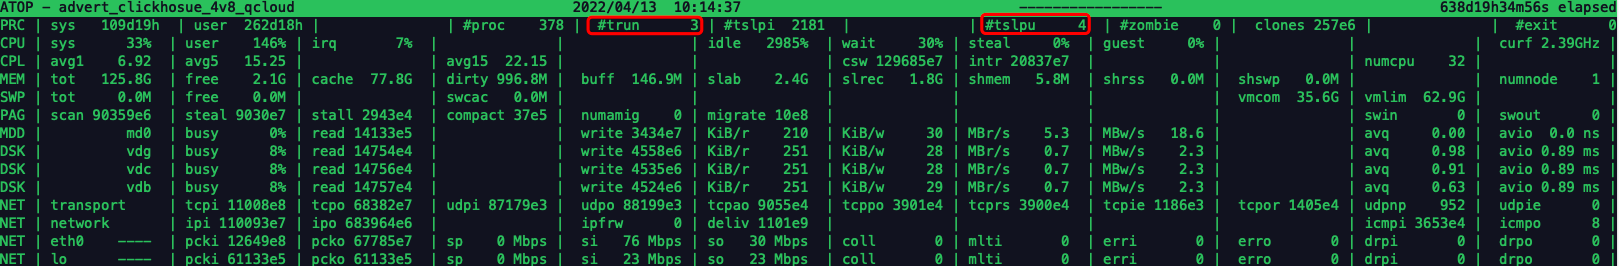 ATOP - advert_clickhosue_4v8_qcloud 2022/04/13 10:14:37 ----------------- 638d19h34m56s elapsed
PRC | sys 109d19h | user 262d18h | | #proc 378 | #trun 3 | #tslpi 2181 | | #tslpu 4 | #zombie 0 | clones 257e6 | | #exit 0
CPU | sys 33% | user 146% | irq 7% | | | idle 2985% | wait 30% | steal 0% | guest 0% | | | curf 2.39GHz
CPL | avg1 6.92 | avg5 15.25 | | avg15 22.15 | | | csw 129685e7 | intr 20837e7 | | | numcpu 32 |
MEM | tot 125.8G | free 2.1G | cache 77.8G | dirty 996.8M | buff 146.9M | slab 2.4G | slrec 1.8G | shmem 5.8M | shrss 0.0M | shswp 0.0M | | numnode 1
SWP | tot 0.0M | free 0.0M | | swcac 0.0M | | | | | | vmcom 35.6G | vmlim 62.9G |
PAG | scan 90359e6 | steal 9030e7 | stall 2943e4 | compact 37e5 | numamig 0 | migrate 10e8 | | | | | swin 0 | swout 0
MDD | md0 | busy 0% | read 14133e5 | | write 3434e7 | KiB/r 210 | KiB/w 30 | MBr/s 5.3 | MBw/s 18.6 | | avq 0.00 | avio 0.0 ns
DSK | vdg | busy 8% | read 14754e4 | | write 4558e6 | KiB/r 251 | KiB/w 28 | MBr/s 0.7 | MBw/s 2.3 | | avq 0.98 | avio 0.89 ms
DSK | vdc | busy 8% | read 14756e4 | | write 4535e6 | KiB/r 251 | KiB/w 28 | MBr/s 0.7 | MBw/s 2.3 | | avq 0.91 | avio 0.89 ms
DSK | vdb | busy 8% | read 14757e4 | | write 4524e6 | KiB/r 251 | KiB/w 29 | MBr/s 0.7 | MBw/s 2.3 | | avq 0.63 | avio 0.89 ms
NET | transport | tcpi 11008e8 | tcpo 68382e7 | udpi 87179e3 | udpo 88199e3 | tcpao 9055e4 | tcppo 3901e4 | tcprs 3900e4 | tcpie 1186e3 | tcpor 1405e4 | udpnp 952 | udpie 0
NET | network | ipi 110093e7 | ipo 683964e6 | | ipfrw 0 | deliv 1101e9 | | | | | icmpi 3653e4 | icmpo 8
NET | eth0 ---- | pcki 12649e8 | pcko 67785e7 | sp 0 Mbps | si 76 Mbps | so 30 Mbps | coll 0 | mlti 0 | erri 0 | erro 0 | drpi 0 | drpo 0
NET | lo ---- | pcki 61133e5 | pcko 61133e5 | sp 0 Mbps | si 23 Mbps | so 23 Mbps | coll 0 | mlti 0 | erri 0 | erro 0 | drpi 0 | drpo 0